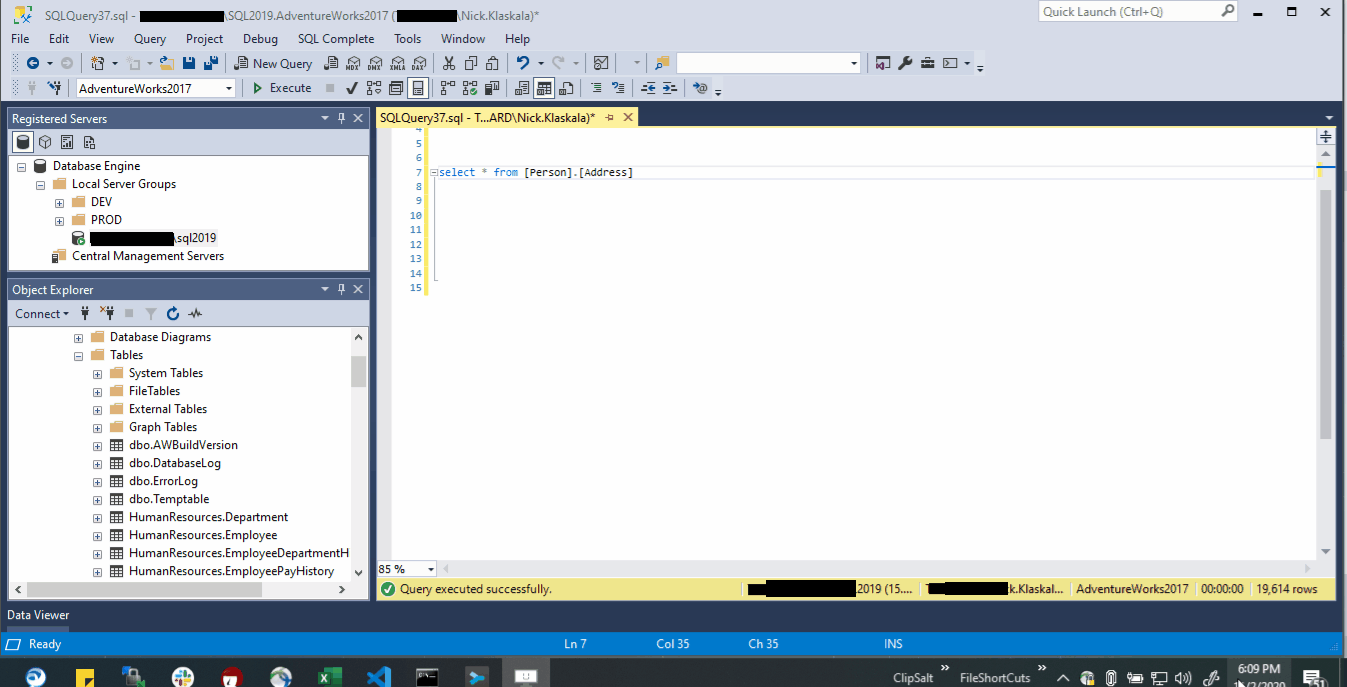 SQLQuery37.sql - \SQL2019.AdventureWorks2017 ( \Nick.Klaskala)*
Quick Launch (Ctrl+Q)
File Edit View Query Project Debug SQL Complete Tools Window Help
New Query MDX DMX XMLA DAX
AdventureWorks2017 Execute
Registered Servers
SQLQuery37.sql - T...ARD\Nick.Klaskala)*
Database Engine
Local Server Groups
DEV
PROD
\sql2019
Central Management Servers
4
5
6
7 select * from [Person].[Address]
8
9
10
11
12
13
14
15
Object Explorer
Connect
Database Diagrams
Tables
System Tables
FileTables
External Tables
Graph Tables
dbo.AWBuildVersion
dbo.DatabaseLog
dbo.ErrorLog
dbo.Temptable
HumanResources.Department
HumanResources.Employee
HumanResources.EmployeeDepartmentH
HumanResources.EmployeePayHistory
85 %
Query executed successfully. 2019 (15.... k.Klaskal... AdventureWorks2017 00:00:00 19,614 rows
Data Viewer
Ready Ln 7 Col 35 Ch 35 INS
ClipSalt FileShortCuts 6:09 PM
/2/2020
51